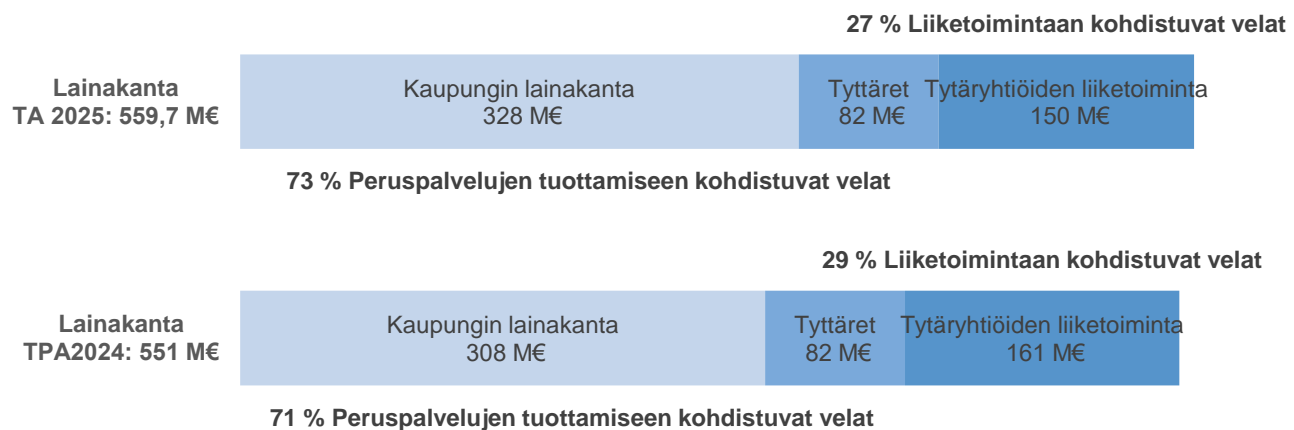 27 % Liiketoimintaan kohdistuvat velat
Lainakanta
TA 2025: 559,7 M€
Kaupungin lainakanta
328 M€
Tyttäret
82 M€
Tytäryhtiöiden liiketoiminta
150 M€
73 % Peruspalvelujen tuottamiseen kohdistuvat velat
29 % Liiketoimintaan kohdistuvat velat
Lainakanta
TPA2024: 551 M€
Kaupungin lainakanta
308 M€
Tyttäret
82 M€
Tytäryhtiöiden liiketoiminta
161 M€
71 % Peruspalvelujen tuottamiseen kohdistuvat velat